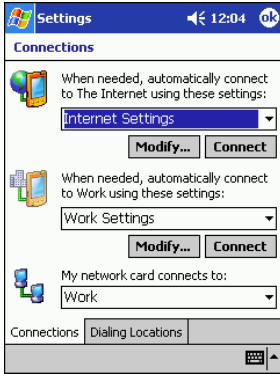 Settings 12:04 ok
Connections
When needed, automatically connect
to The Internet using these settings:
Internet Settings
Modify... Connect
When needed, automatically connect
to Work using these settings:
Work Settings
Modify... Connect
My network card connects to:
Work
Connections Dialing Locations